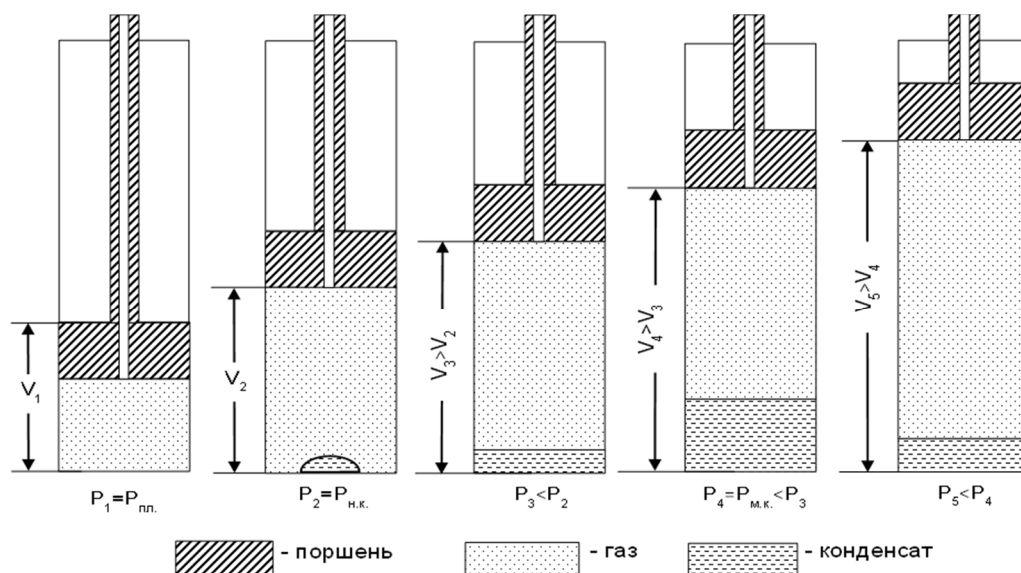 V₁
V₂
V₃>V₂
V₄>V₃
V₅>V₄
P₁=Pпл.
P₂=Pн.к.
P₃<P₂
P₄=Pм.к.<P₃
P₅<P₄
- поршень
- газ
- конденсат